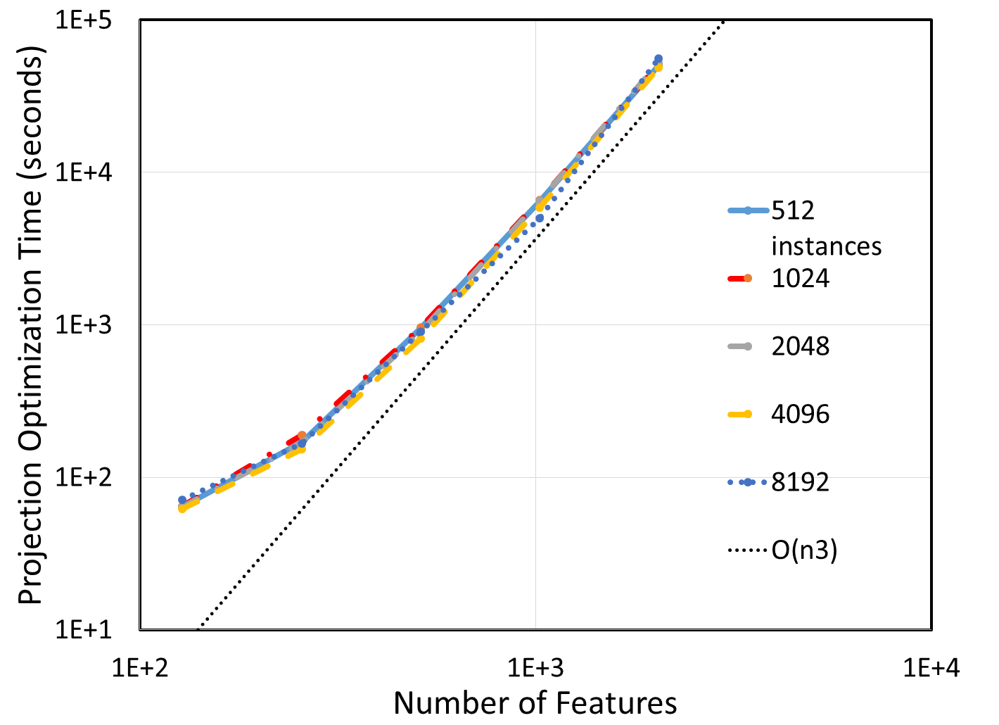 Projection Optimization Time (seconds)
1E+5
1E+4
1E+3
1E+2
1E+1
512
instances
1024
2048
4096
8192
O(n3)
1E+2
1E+3
1E+4
Number of Features